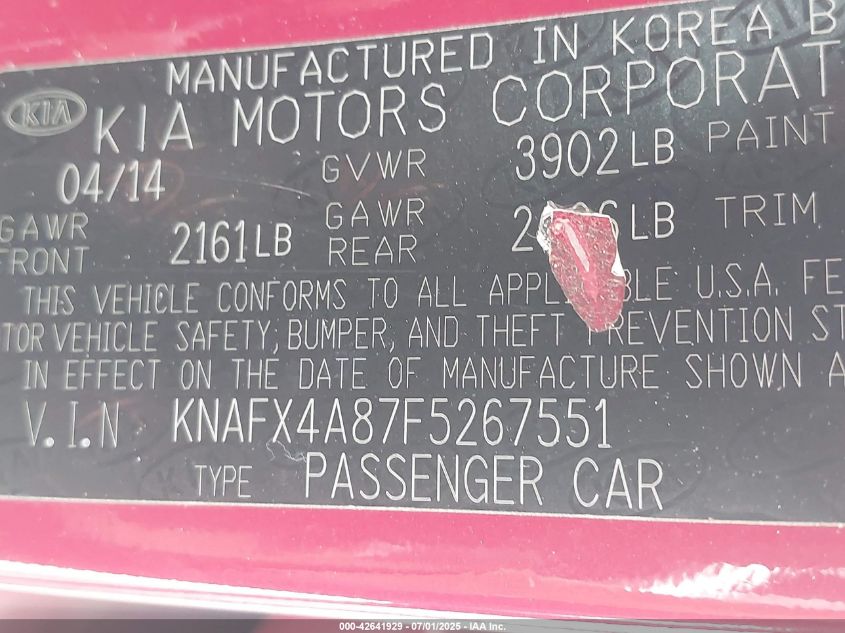 MANUFACTURED IN KOREA B
KIA KIA MOTORS CORPORAT
04/14 GVWR 3902LB PAINT
GAWR FRONT 2161LB GAWR REAR LB TRIM
THIS VEHICLE CONFORMS TO ALL U.S.A. FE
TOR VEHICLE SAFETY, BUMPER, AND THEFT PREVENTION ST
IN EFFECT ON THE DATE OF MANUFACTURE SHOWN A
V.I.N KNAFX4A87F5267551
TYPE PASSENGER CAR
000-42641929 - 07/01/2025 - IAA Inc.